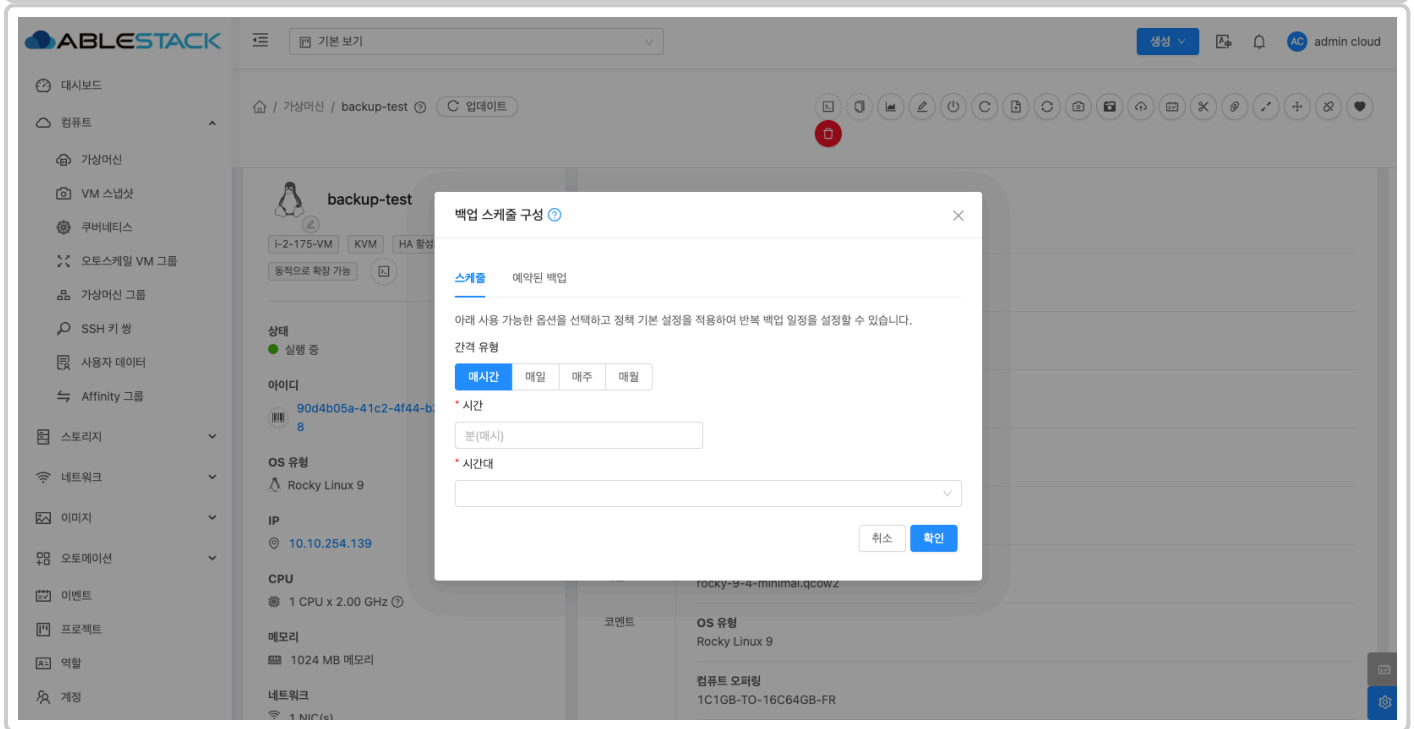 ABLESTACK
기본 보기
생성
AC
admin cloud
대시보드
컴퓨트
가상머신
VM 스냅샷
쿠버네티스
오토스케일 VM 그룹
가상머신 그룹
SSH 키 쌍
사용자 데이터
Affinity 그룹
스토리지
네트워크
이미지
오토메이션
이벤트
프로젝트
역할
계정
/ 가상머신 / backup-test
업데이트
backup-test
i-2-175-VM
KVM
동적으로 확장 가능
상태
실행 중
아이디
8
OS 유형
Rocky Linux 9
IP
10.10.254.139
CPU
1 CPU x 2.00 GHz
메모리
1024 MB 메모리
네트워크
1 NIC(s)
백업 스케줄 구성
스케줄
예약된 백업
아래 사용 가능한 옵션을 선택하고 정책 기본 설정을 적용하여 반복 백업 일정을 설정할 수 있습니다.
간격 유형
매시간
매일
매주
매월
* 시간
분(매시)
* 시간대
취소
확인
rocky-9-4-minimal.qcow2
코멘트
OS 유형
Rocky Linux 9
컴퓨트 오퍼링
1C1GB-TO-16C64GB-FR